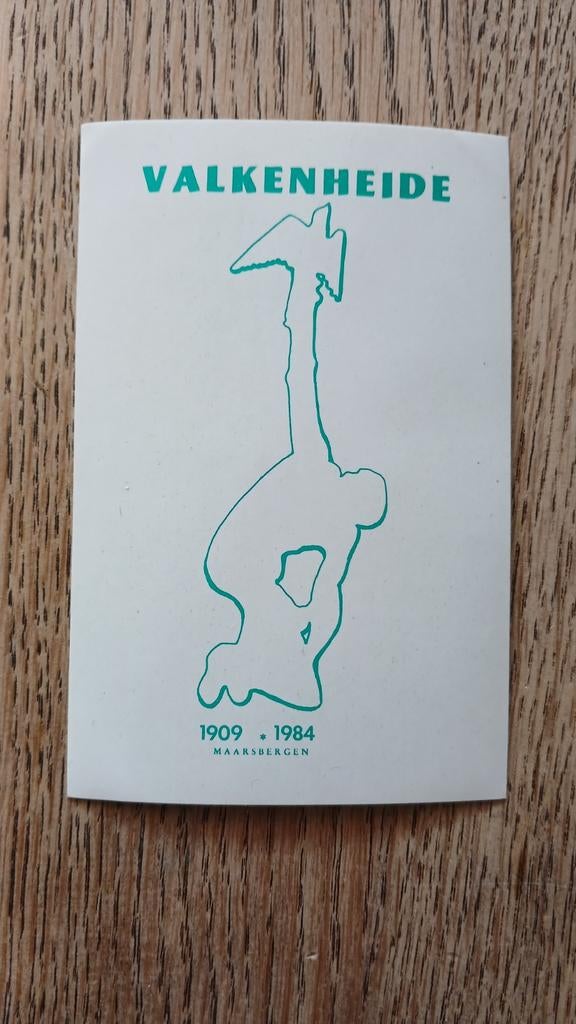 VALKENHEIDE
1909 * 1984
MAARSBERGEN